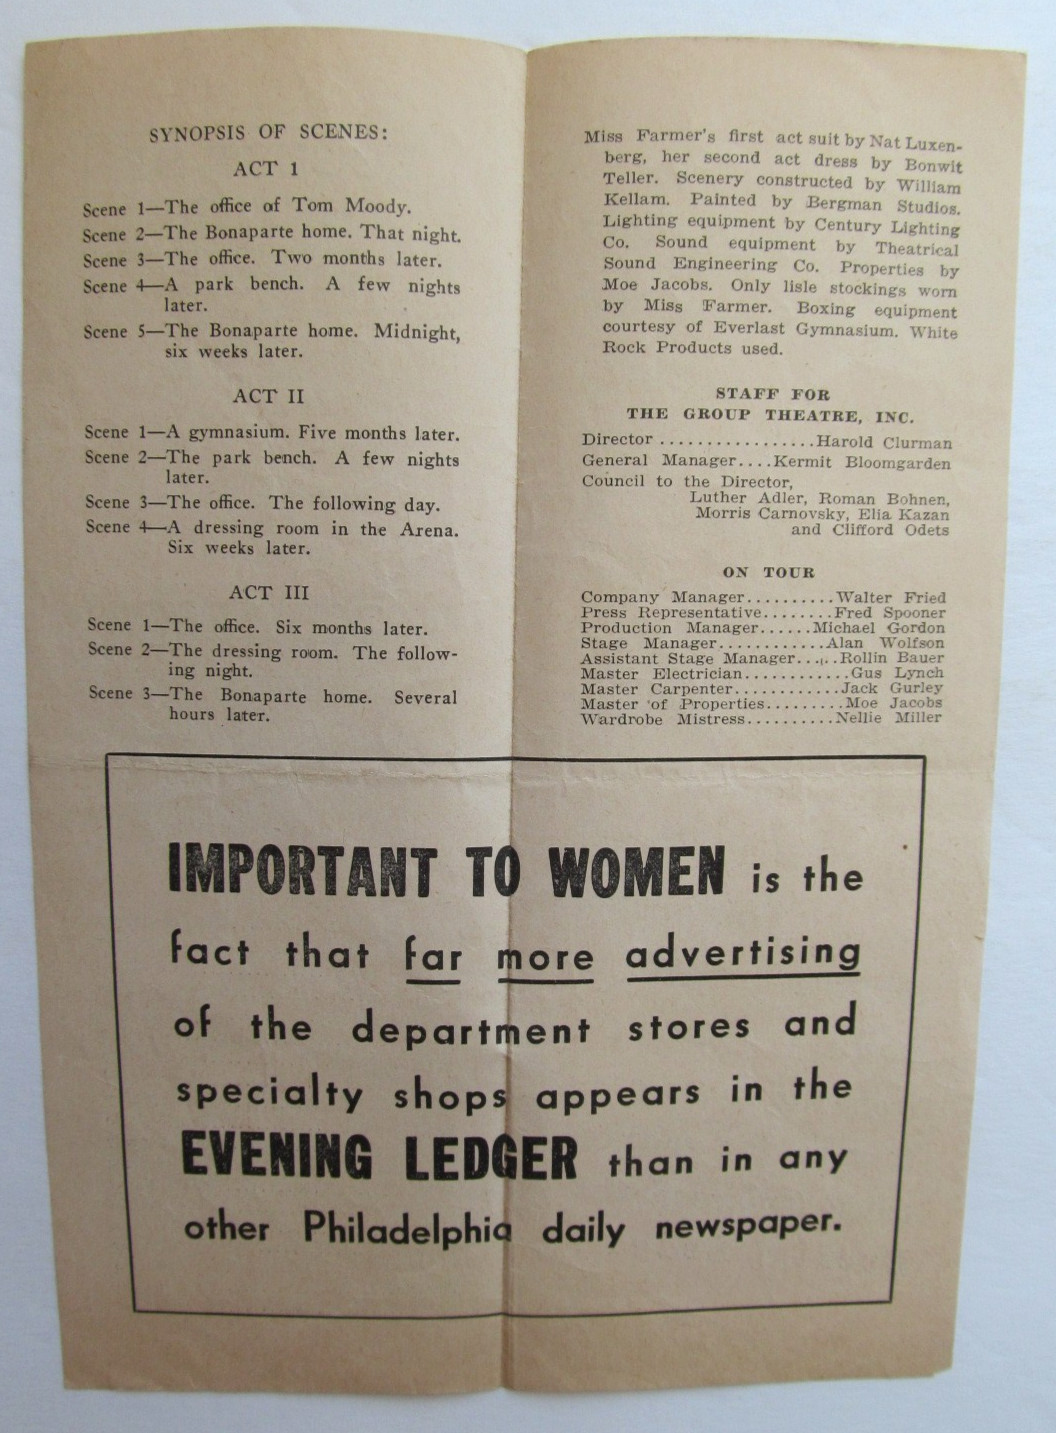 SYNOPSIS OF SCENES:
ACT 1
Scene 1—The office of Tom Moody.
Scene 2—The Bonaparte home. That night.
Scene 3—The office. Two months later.
Scene 4—A park bench. A few nights
later.
Scene 5—The Bonaparte home. Midnight,
six weeks later.
ACT II
Scene 1—A gymnasium. Five months later.
Scene 2—The park bench. A few nights
later.
Scene 3—The office. The following day.
Scene 4—A dressing room in the Arena.
Six weeks later.
ACT III
Scene 1—The office. Six months later.
Scene 2—The dressing room. The follow-
ing night.
Scene 3—The Bonaparte home. Several
hours later.
Miss Farmer's first act suit by Nat Luxen-
berg, her second act dress by Bonwit
Teller. Scenery constructed by William
Kellam. Painted by Bergman Studios.
Lighting equipment by Century Lighting
Co. Sound equipment by Theatrical
Sound Engineering Co. Properties by
Moe Jacobs. Only lisle stockings worn
by Miss Farmer. Boxing equipment
courtesy of Everlast Gymnasium. White
Rock Products used.
STAFF FOR
THE GROUP THEATRE, INC.
Director .................Harold Clurman
General Manager....Kermit Bloomgarden
Council to the Director,
Luther Adler, Roman Bohnen,
Morris Carnovsky, Elia Kazan
and Clifford Odets
ON TOUR
Company Manager..........Walter Fried
Press Representative........Fred Spooner
Production Manager......Michael Gordon
Stage Manager............Alan Wolfson
Assistant Stage Manager.....Rollin Bauer
Master Electrician............Gus Lynch
Master Carpenter............Jack Gurley
Master of Properties.........Moe Jacobs
Wardrobe Mistress..........Nellie Miller
IMPORTANT TO WOMEN is the
fact that far more advertising
of the department stores and
specialty shops appears in the
EVENING LEDGER than in any
other Philadelphia daily newspaper.